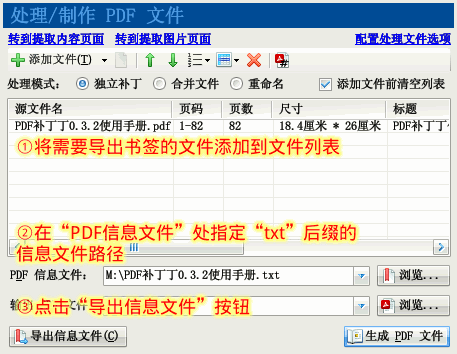 处理/制作 PDF 文件
转到提取内容页面 转到提取图片页面 配置处理文件选项
添加文件(T)
处理模式： 独立补丁 合并文件 重命名 添加文件前清空列表
源文件名 页码 页数 尺寸 标题
PDF补丁丁0.3.2使用手册.pdf 1-82 82 18.4厘米 * 26厘米 PDF补丁丁
①将需要导出书签的文件添加到文件列表
②在“PDF信息文件”处指定“txt”后缀的
信息文件路径
PDF 信息文件： M:\PDF补丁丁0.3.2使用手册.txt 浏览...
③点击“导出信息文件”按钮 浏览...
导出信息文件(C) 生成 PDF 文件